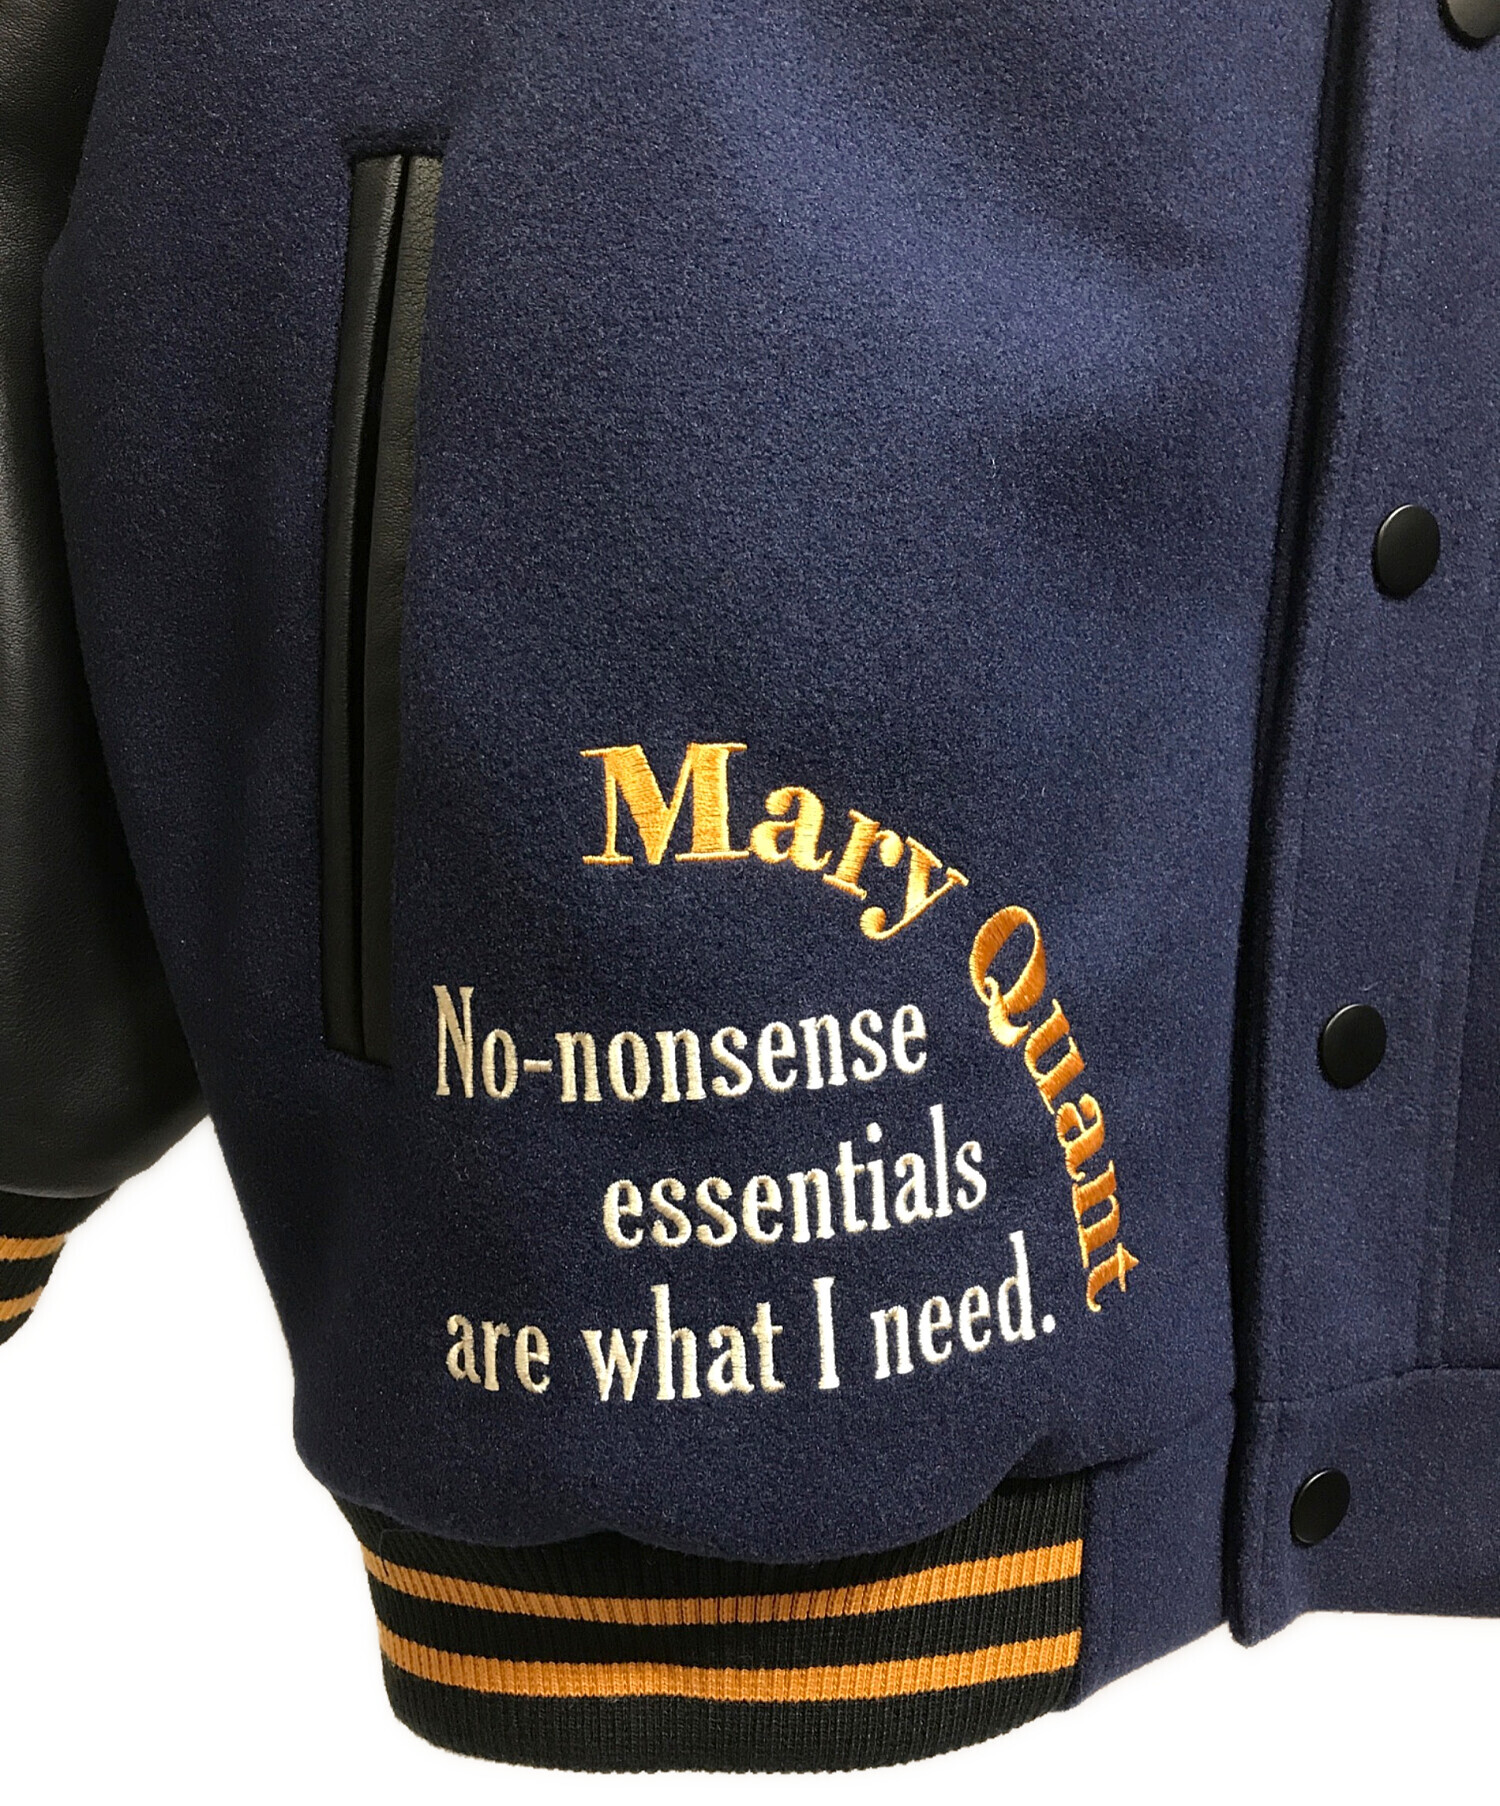 Mary Quant
No-nonsense
essentials
are what I need.